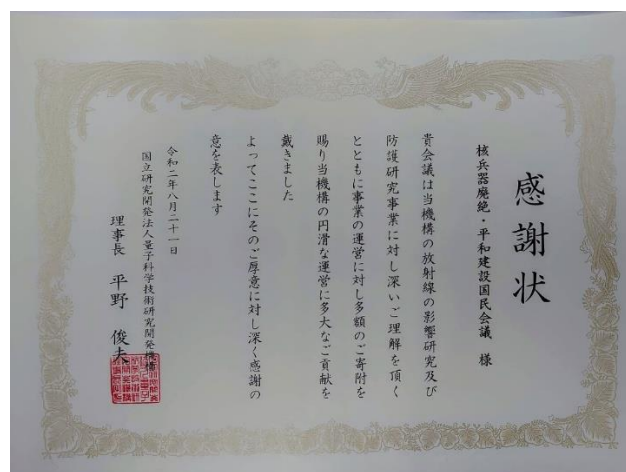 感謝状
核兵器廃絶・平和建設国民会議 様
貴会議は当機構の放射線の影響研究及び
防護研究事業に対し深いご理解を頂く
とともに事業の運営に対し多額のご寄附を
賜り当機構の円滑な運営に多大なご貢献を
戴きました
よってここにそのご厚意に対し深く感謝の
意を表します
令和二年八月二十一日
国立研究開発法人量子科学技術研究開発機構
理事長 平野 俊夫